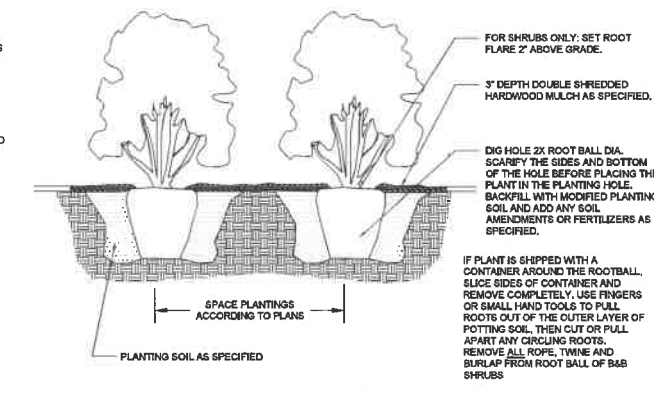 S
O
FOR SHRUBS ONLY: SET ROOT
FLARE 2" ABOVE GRADE.
3" DEPTH DOUBLE SHREDDED
HARDWOOD MULCH AS SPECIFIED.
DIG HOLE 2X ROOT BALL DIA.
SCARIFY THE SIDES AND BOTTOM
OF THE HOLE BEFORE PLACING THE
PLANT IN THE PLANTING HOLE.
BACKFILL WITH MODIFIED PLANTING
SOIL AND ADD ANY SOIL
AMENDMENTS OR FERTILIZERS AS
SPECIFIED.
IF PLANT IS SHIPPED WITH A
CONTAINER AROUND THE ROOTBALL,
SLICE SIDES OF CONTAINER AND
REMOVE COMPLETELY. USE FINGERS
OR SMALL HAND TOOLS TO PULL
ROOTS OUT OF THE OUTER LAYER OF
POTTING SOIL, THEN CUT OR PULL
APART ANY CIRCLING ROOTS.
REMOVE ALL ROPE, TWINE AND
BURLAP FROM ROOT BALL OF B&B
SHRUBS
SPACE PLANTINGS
ACCORDING TO PLANS
PLANTING SOIL AS SPECIFIED